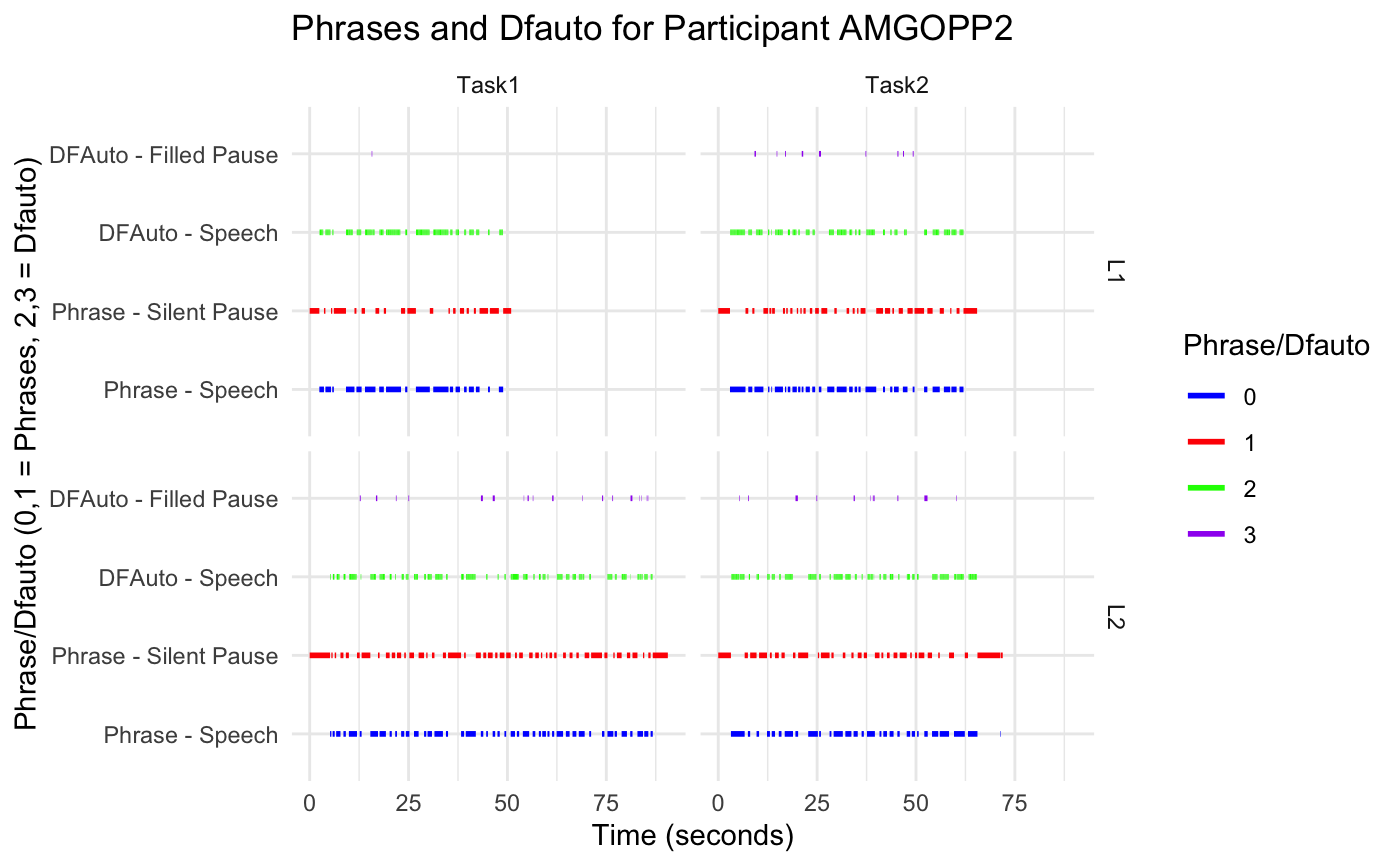 Phrases and Dfauto for Participant AMGOPP2
Task1
Task2
Phrase/Dfauto (0,1 = Phrases, 2,3 = Dfauto)
DFAuto - Filled Pause
DFAuto - Speech
Phrase - Silent Pause
Phrase - Speech
L1
DFAuto - Filled Pause
DFAuto - Speech
Phrase - Silent Pause
Phrase - Speech
L2
0 25 50 75
0 25 50 75
Time (seconds)
Phrase/Dfauto
0
1
2
3